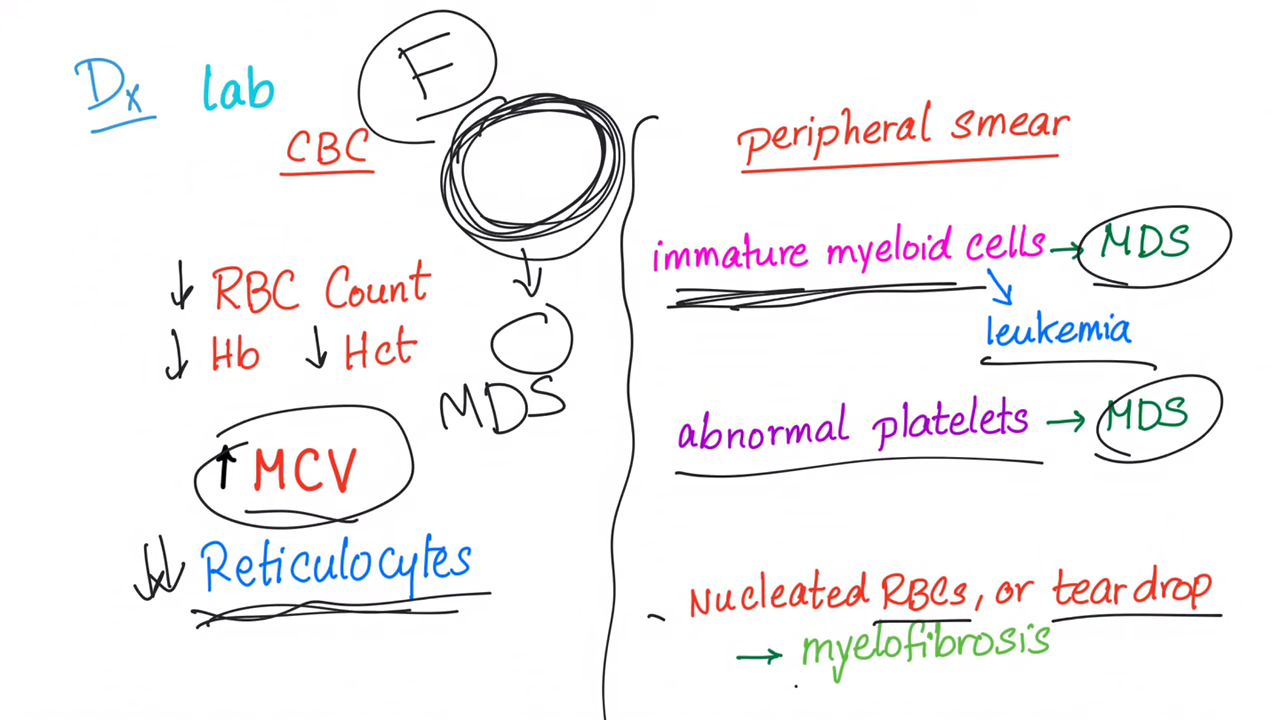 Dx lab
F
CBC
↓ RBC Count
↓ Hb ↓ Hct
MDS
↑ MCV
↓↓ Reticulocytes
peripheral smear
immature myeloid cells → MDS
leukemia
abnormal platelets → MDS
Nucleated RBCs, or tear drop
→ myelofibrosis